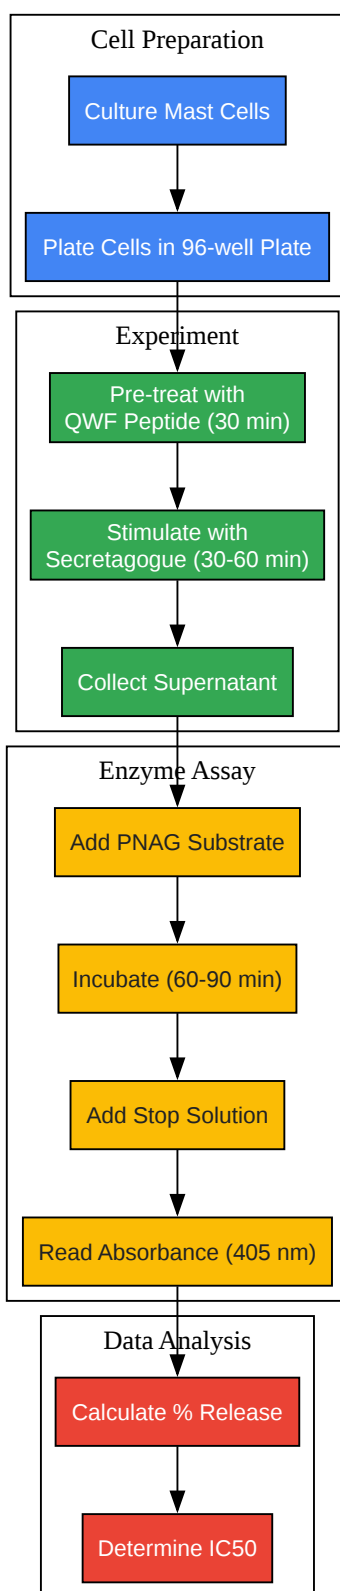 Cell Preparation
Culture Mast Cells
Plate Cells in 96-well Plate
Experiment
Pre-treat with
QWF Peptide (30 min)
Stimulate with
Secretagogue (30-60 min)
Collect Supernatant
Enzyme Assay
Add PNAG Substrate
Incubate (60-90 min)
Add Stop Solution
Read Absorbance (405 nm)
Data Analysis
Calculate % Release
Determine IC50